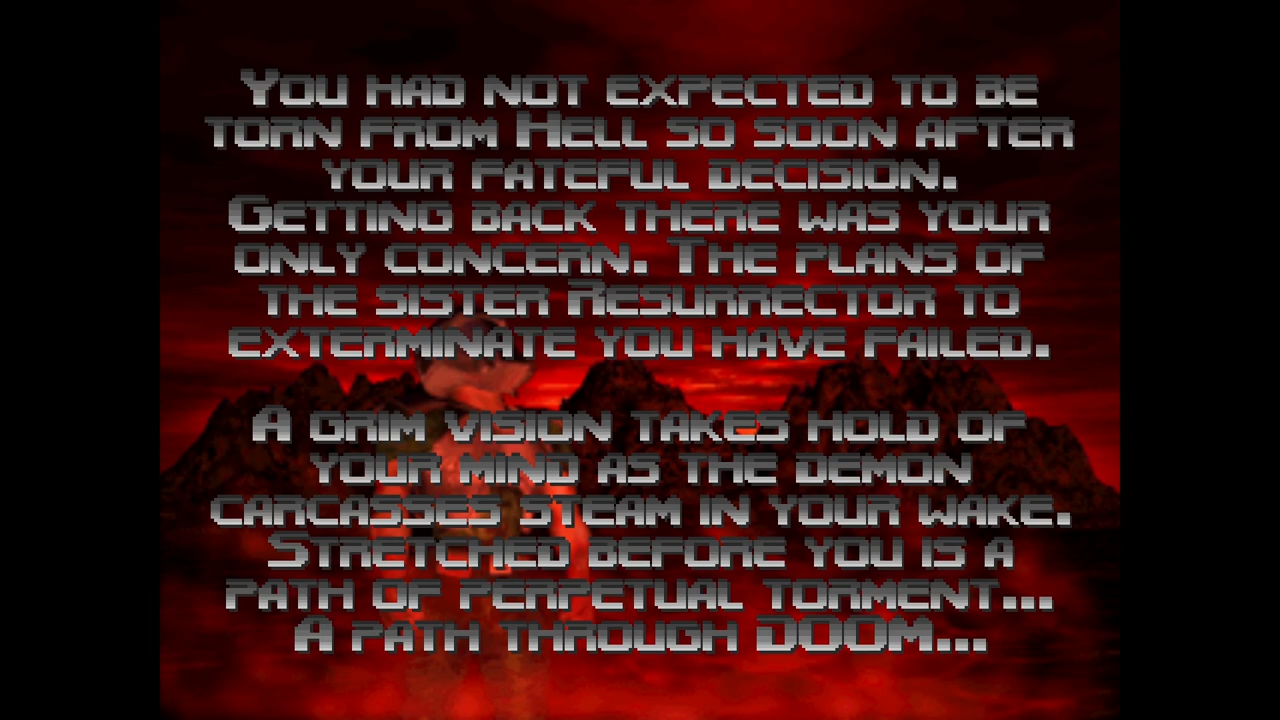 You had not expected to be
torn from Hell so soon after
your fateful decision.
Getting back there was your
only concern. The plans of
the sister Resurrector to
exterminate you have failed.
A grim vision takes hold of
your mind as the demon
carcasses steam in your wake.
Stretched before you is a
path of perpetual torment...
A path through DOOM...